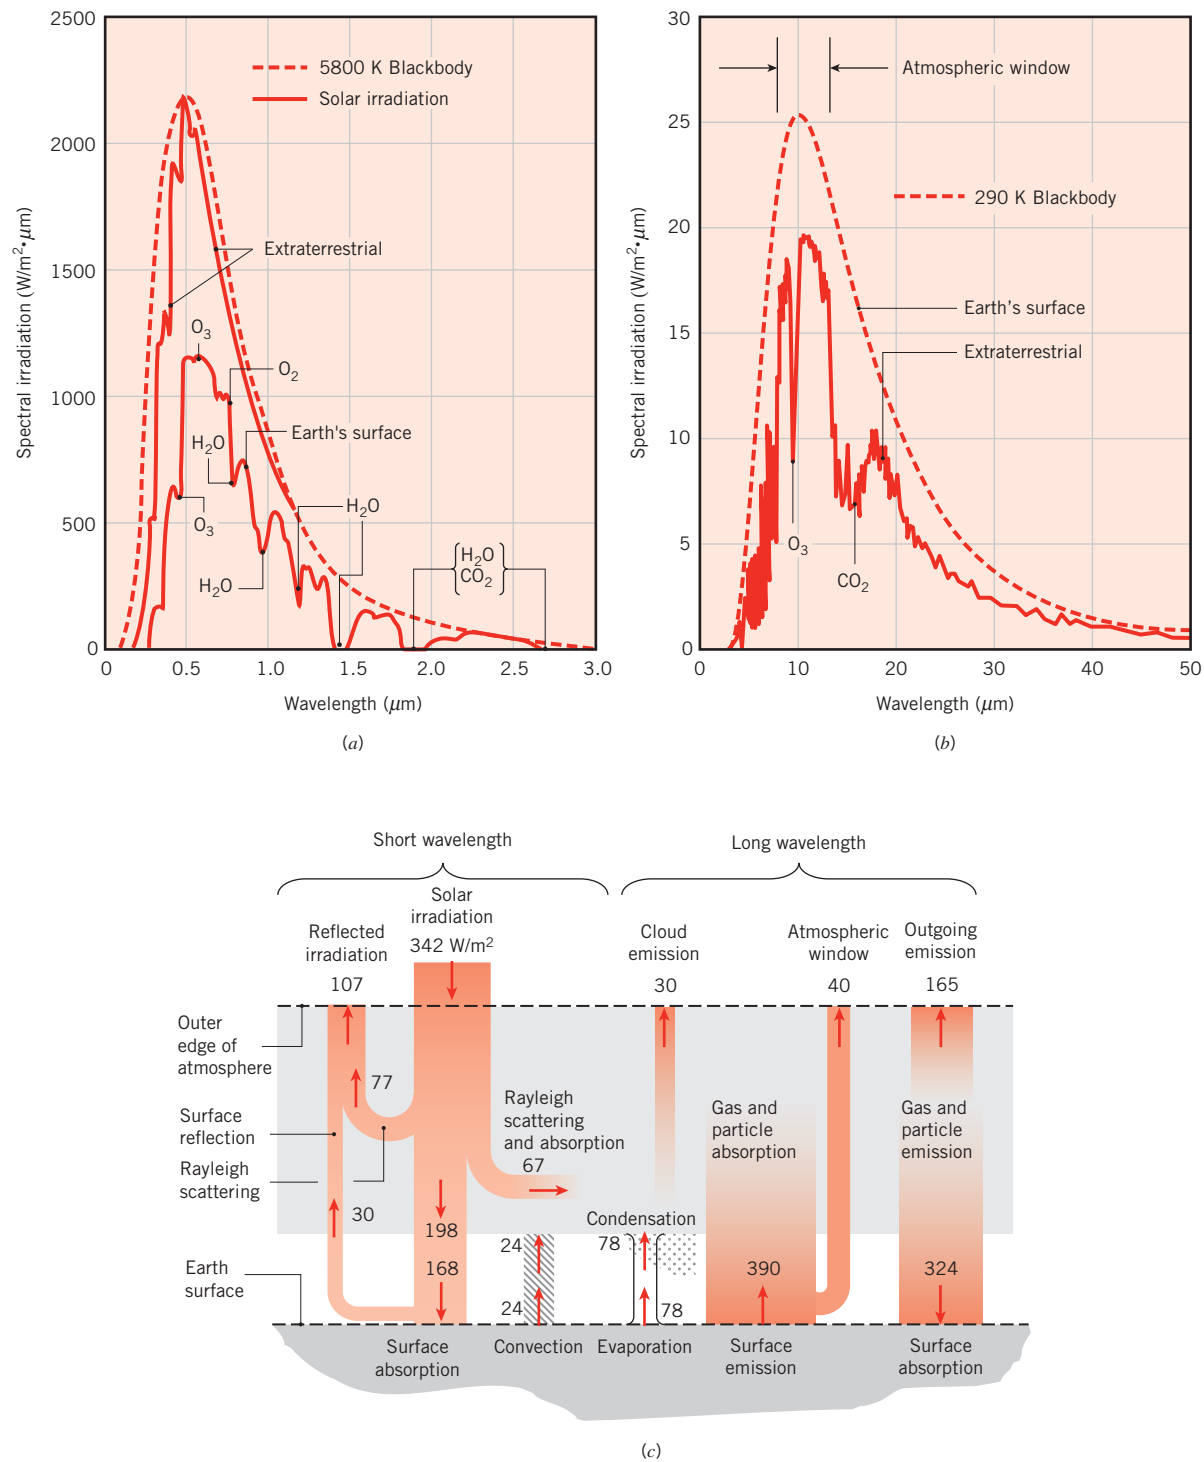 2500
2000
1500
1000
500
0
Spectral irradiation (W/m²•μm)
5800 K Blackbody
Solar irradiation
Extraterrestrial
O₃
O₂
H₂O
Earth's surface
O₃
H₂O
H₂O
H₂O
CO₂
0
0.5
1.0
1.5
2.0
2.5
3.0
Wavelength (μm)
(a)
30
25
20
15
10
5
0
Spectral irradiation (W/m²•μm)
Atmospheric window
290 K Blackbody
Earth's surface
Extraterrestrial
O₃
CO₂
0
10
20
30
40
50
Wavelength (μm)
(b)
Short wavelength
Long wavelength
Solar
irradiation
342 W/m²
Reflected
irradiation
107
Cloud
emission
30
Atmospheric
window
40
Outgoing
emission
165
Outer
edge of
atmosphere
77
Surface
reflection
Rayleigh
scattering
Rayleigh
scattering
and absorption
67
Gas and
particle
absorption
Gas and
particle
emission
30
198
Condensation
24
78
Earth
surface
168
390
324
24
78
Surface
absorption
Convection
Evaporation
Surface
emission
Surface
absorption
(c)